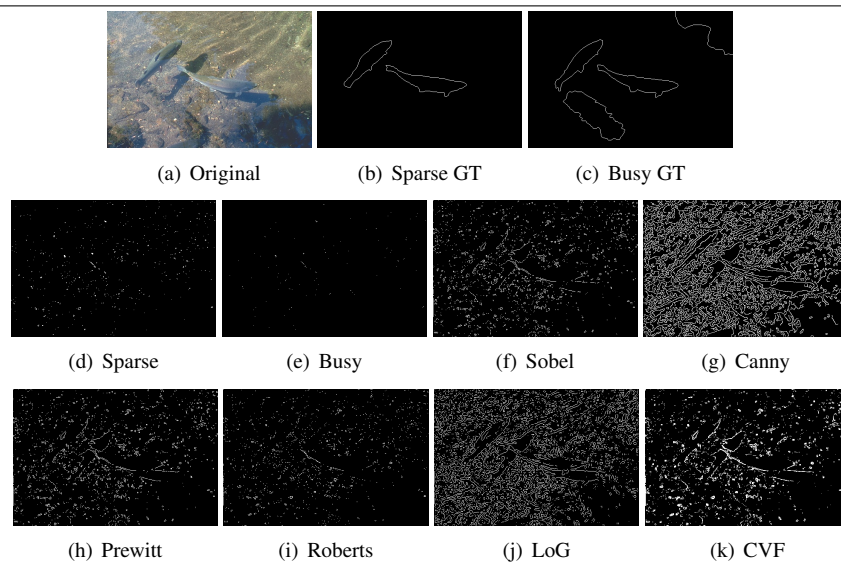 (a) Original (b) Sparse GT (c) Busy GT
(d) Sparse (e) Busy (f) Sobel (g) Canny
(h) Prewitt (i) Roberts (j) LoG (k) CVF